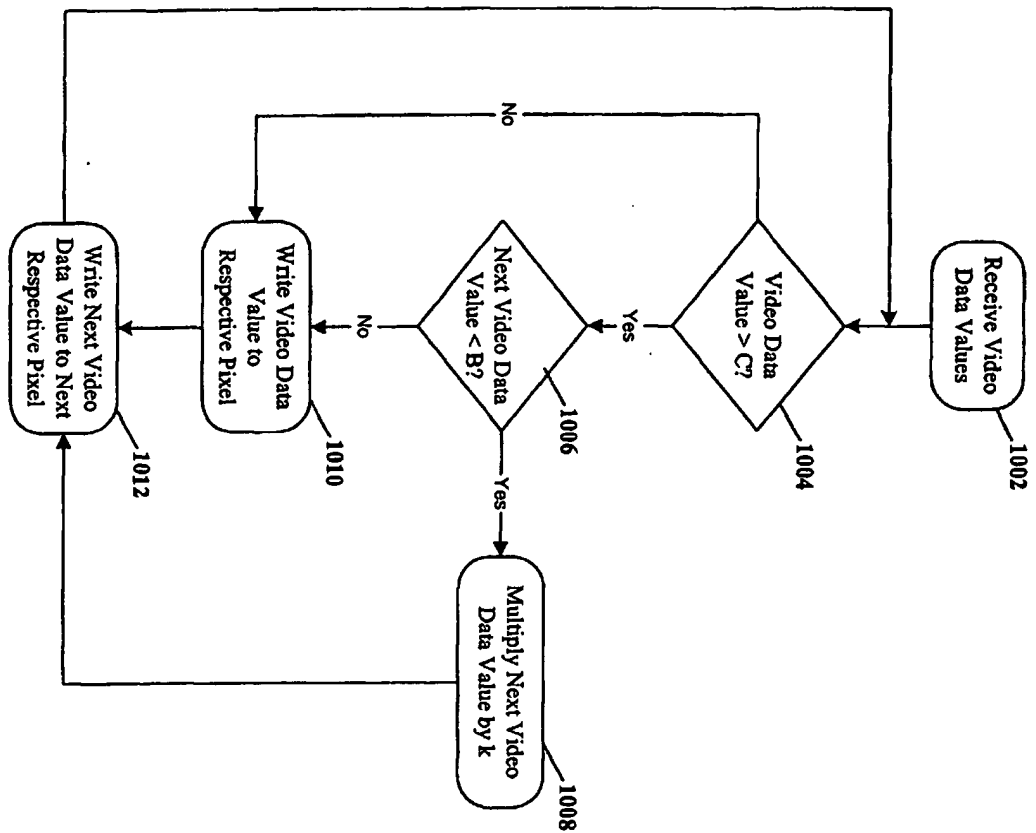 Receive Video
Data Values
1002
Video Data
Value > C?
1004
No
Yes
Next Video Data
Value < B?
1006
Yes
No
Multiply Next Video
Data Value by k
1008
Write Video Data
Value to
Respective Pixel
1010
Write Next Video
Data Value to Next
Respective Pixel
1012